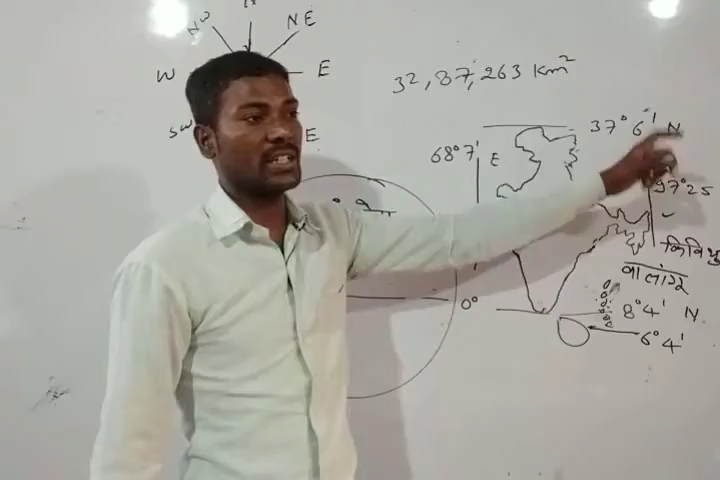 NW
NE
W
E
SW
E
32,87,263 Km²
37° 6' N
68° 7'
E
97° 25
0°
8° 4' N
6° 4'